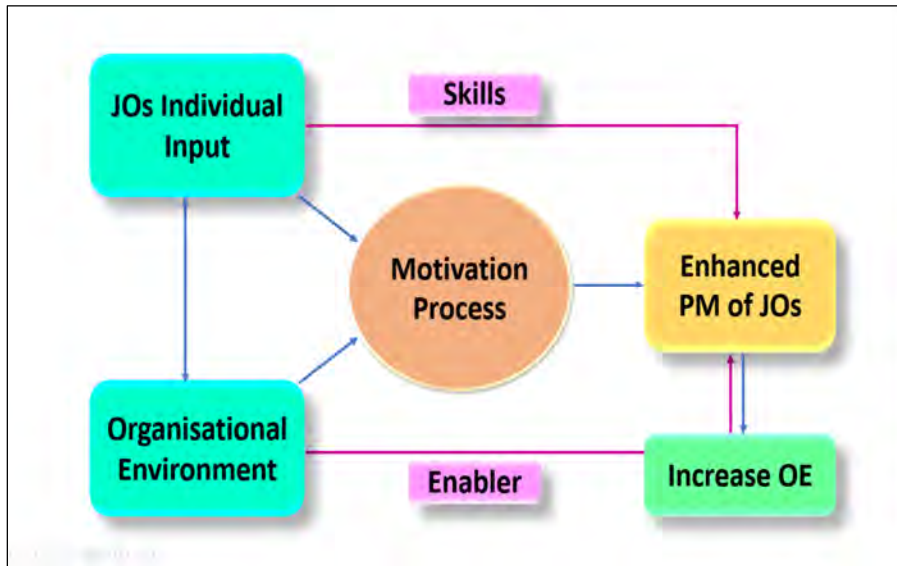 JOs Individual
Input
Skills
Motivation
Process
Enhanced
PM of JOs
Organisational
Environment
Enabler
Increase OE